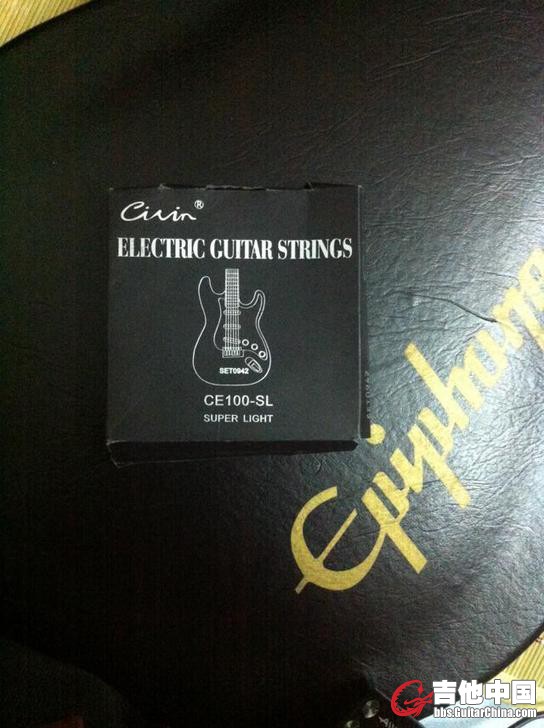 Civin®
ELECTRIC GUITAR STRINGS
SET0942
CE100-SL
SUPER LIGHT
Epiphone
吉他中国
bbs.GuitarChina.com